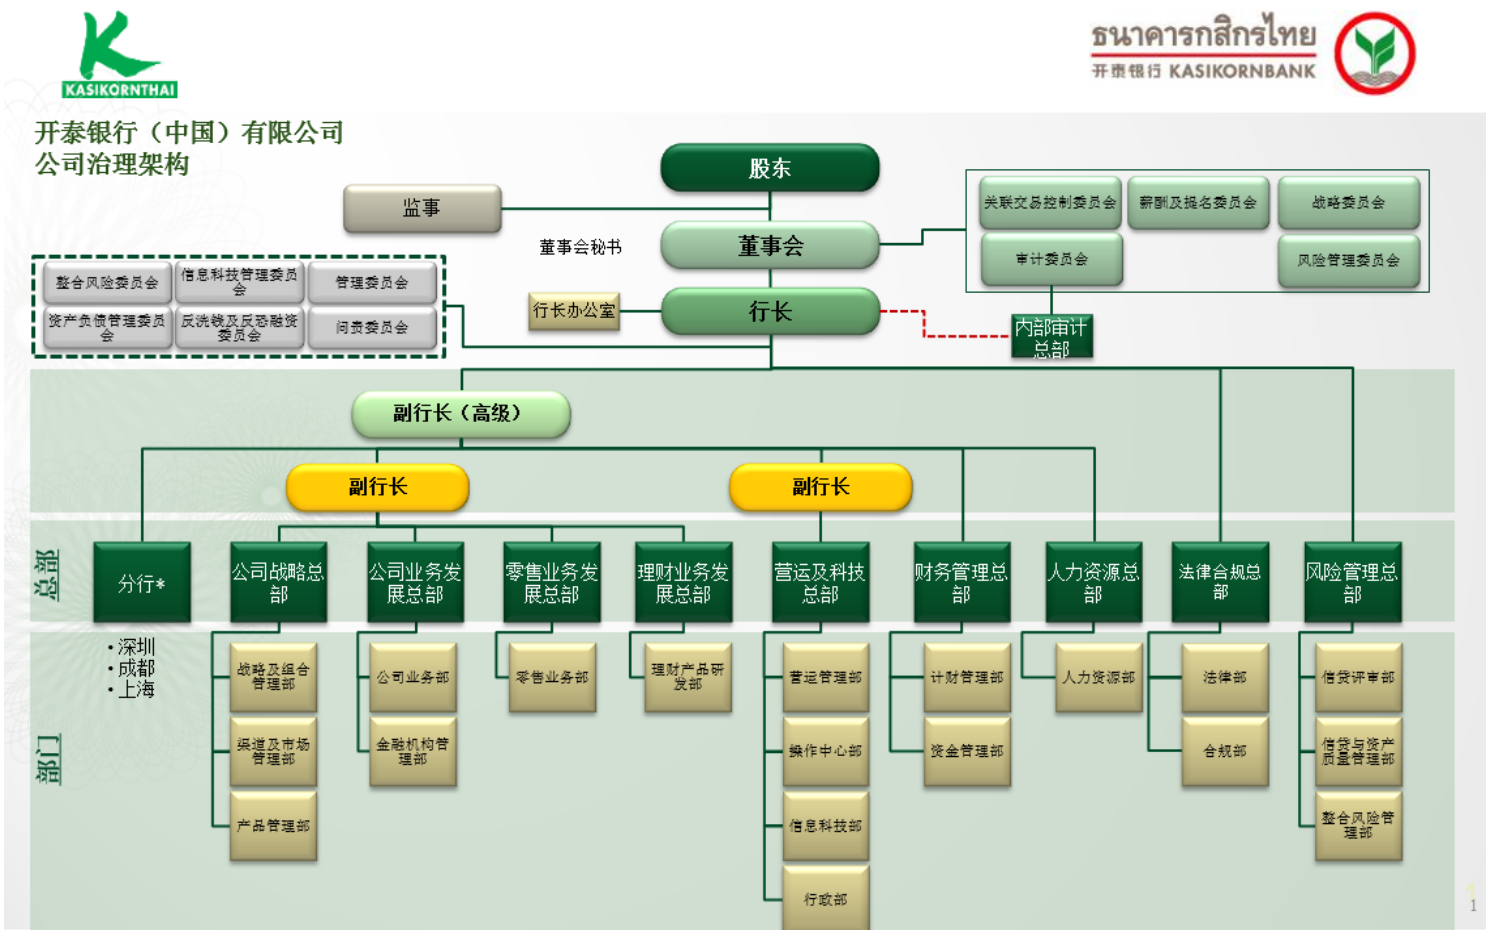 KASIKORNTHAI
ธนาคารกสิกรไทย
开泰银行 KASIKORNBANK
开泰银行（中国）有限公司
公司治理架构
股东
监事
董事会秘书
董事会
关联交易控制委员会
薪酬及提名委员会
战略委员会
审计委员会
风险管理委员会
整合风险委员会
信息科技管理委员
会
管理委员会
资产负债管理委员
会
反洗钱及反恐融资
委员会
问责委员会
行长办公室
行长
内部审计
总部
副行长（高级）
副行长
副行长
总部
分行*
公司战略总
部
公司业务发
展总部
零售业务发
展总部
理财业务发
展总部
营运及科技
总部
财务管理总
部
人力资源总
部
法律合规总
部
风险管理总
部
• 深圳
• 成都
• 上海
部门
战略及组合
管理部
渠道及市场
管理部
产品管理部
公司业务部
金融机构管
理部
零售业务部
理财产品研
发部
营运管理部
操作中心部
信息科技部
行政部
计财管理部
资金管理部
人力资源部
法律部
合规部
信贷评审部
信贷与资产
质量管理部
整合风险管
理部
1
1